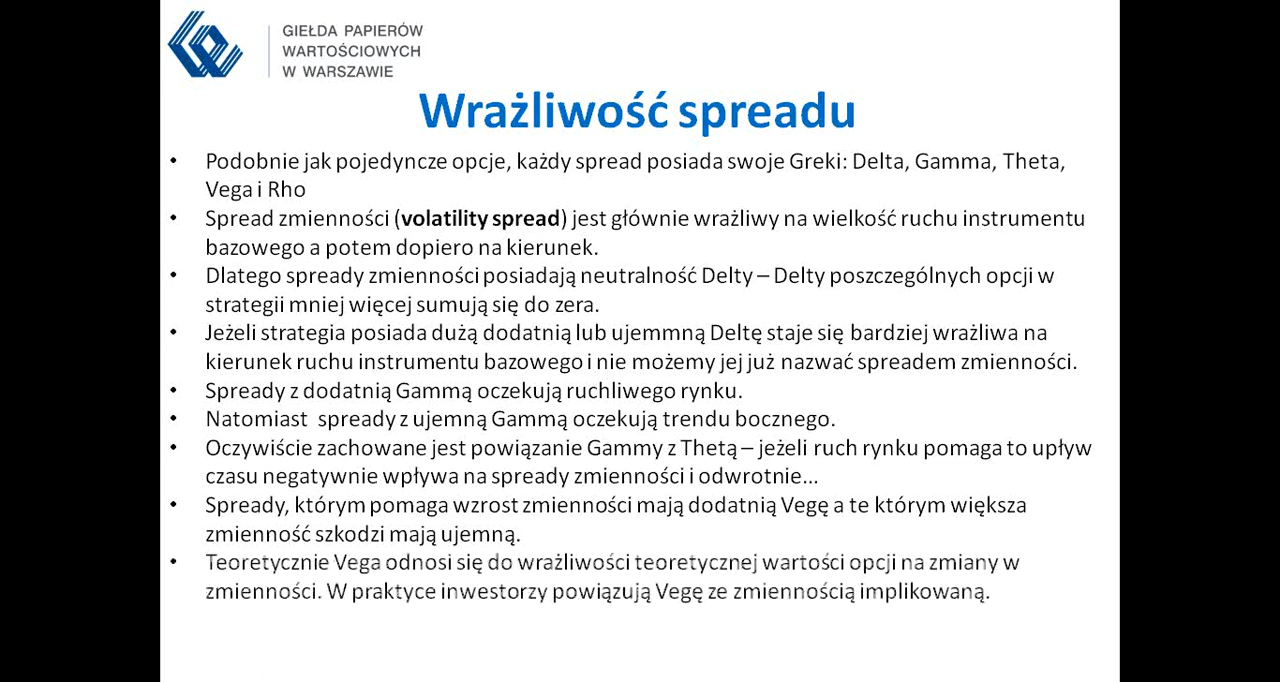 GIEŁDA PAPIERÓW
WARTOŚCIOWYCH
W WARSZAWIE
Wrażliwość spreadu
• Podobnie jak pojedyncze opcje, każdy spread posiada swoje Greki: Delta, Gamma, Theta,
Vega i Rho
• Spread zmienności (volatility spread) jest głównie wrażliwy na wielkość ruchu instrumentu
bazowego a potem dopiero na kierunek.
• Dlatego spready zmienności posiadają neutralność Delty – Delty poszczególnych opcji w
strategii mniej więcej sumują się do zera.
• Jeżeli strategia posiada dużą dodatnią lub ujemmną Deltę staje się bardziej wrażliwa na
kierunek ruchu instrumentu bazowego i nie możemy jej już nazwać spreadem zmienności.
• Spready z dodatnią Gammą oczekują ruchliwego rynku.
• Natomiast spready z ujemną Gammą oczekują trendu bocznego.
• Oczywiście zachowane jest powiązanie Gammy z Thetą – jeżeli ruch rynku pomaga to upływ
czasu negatywnie wpływa na spready zmienności i odwrotnie...
• Spready, którym pomaga wzrost zmienności mają dodatnią Vegę a te którym większa
zmienność szkodzi mają ujemną.
• Teoretycznie Vega odnosi się do wrażliwości teoretycznej wartości opcji na zmiany w
zmienności. W praktyce inwestorzy powiązują Vegę ze zmiennością implikowaną.